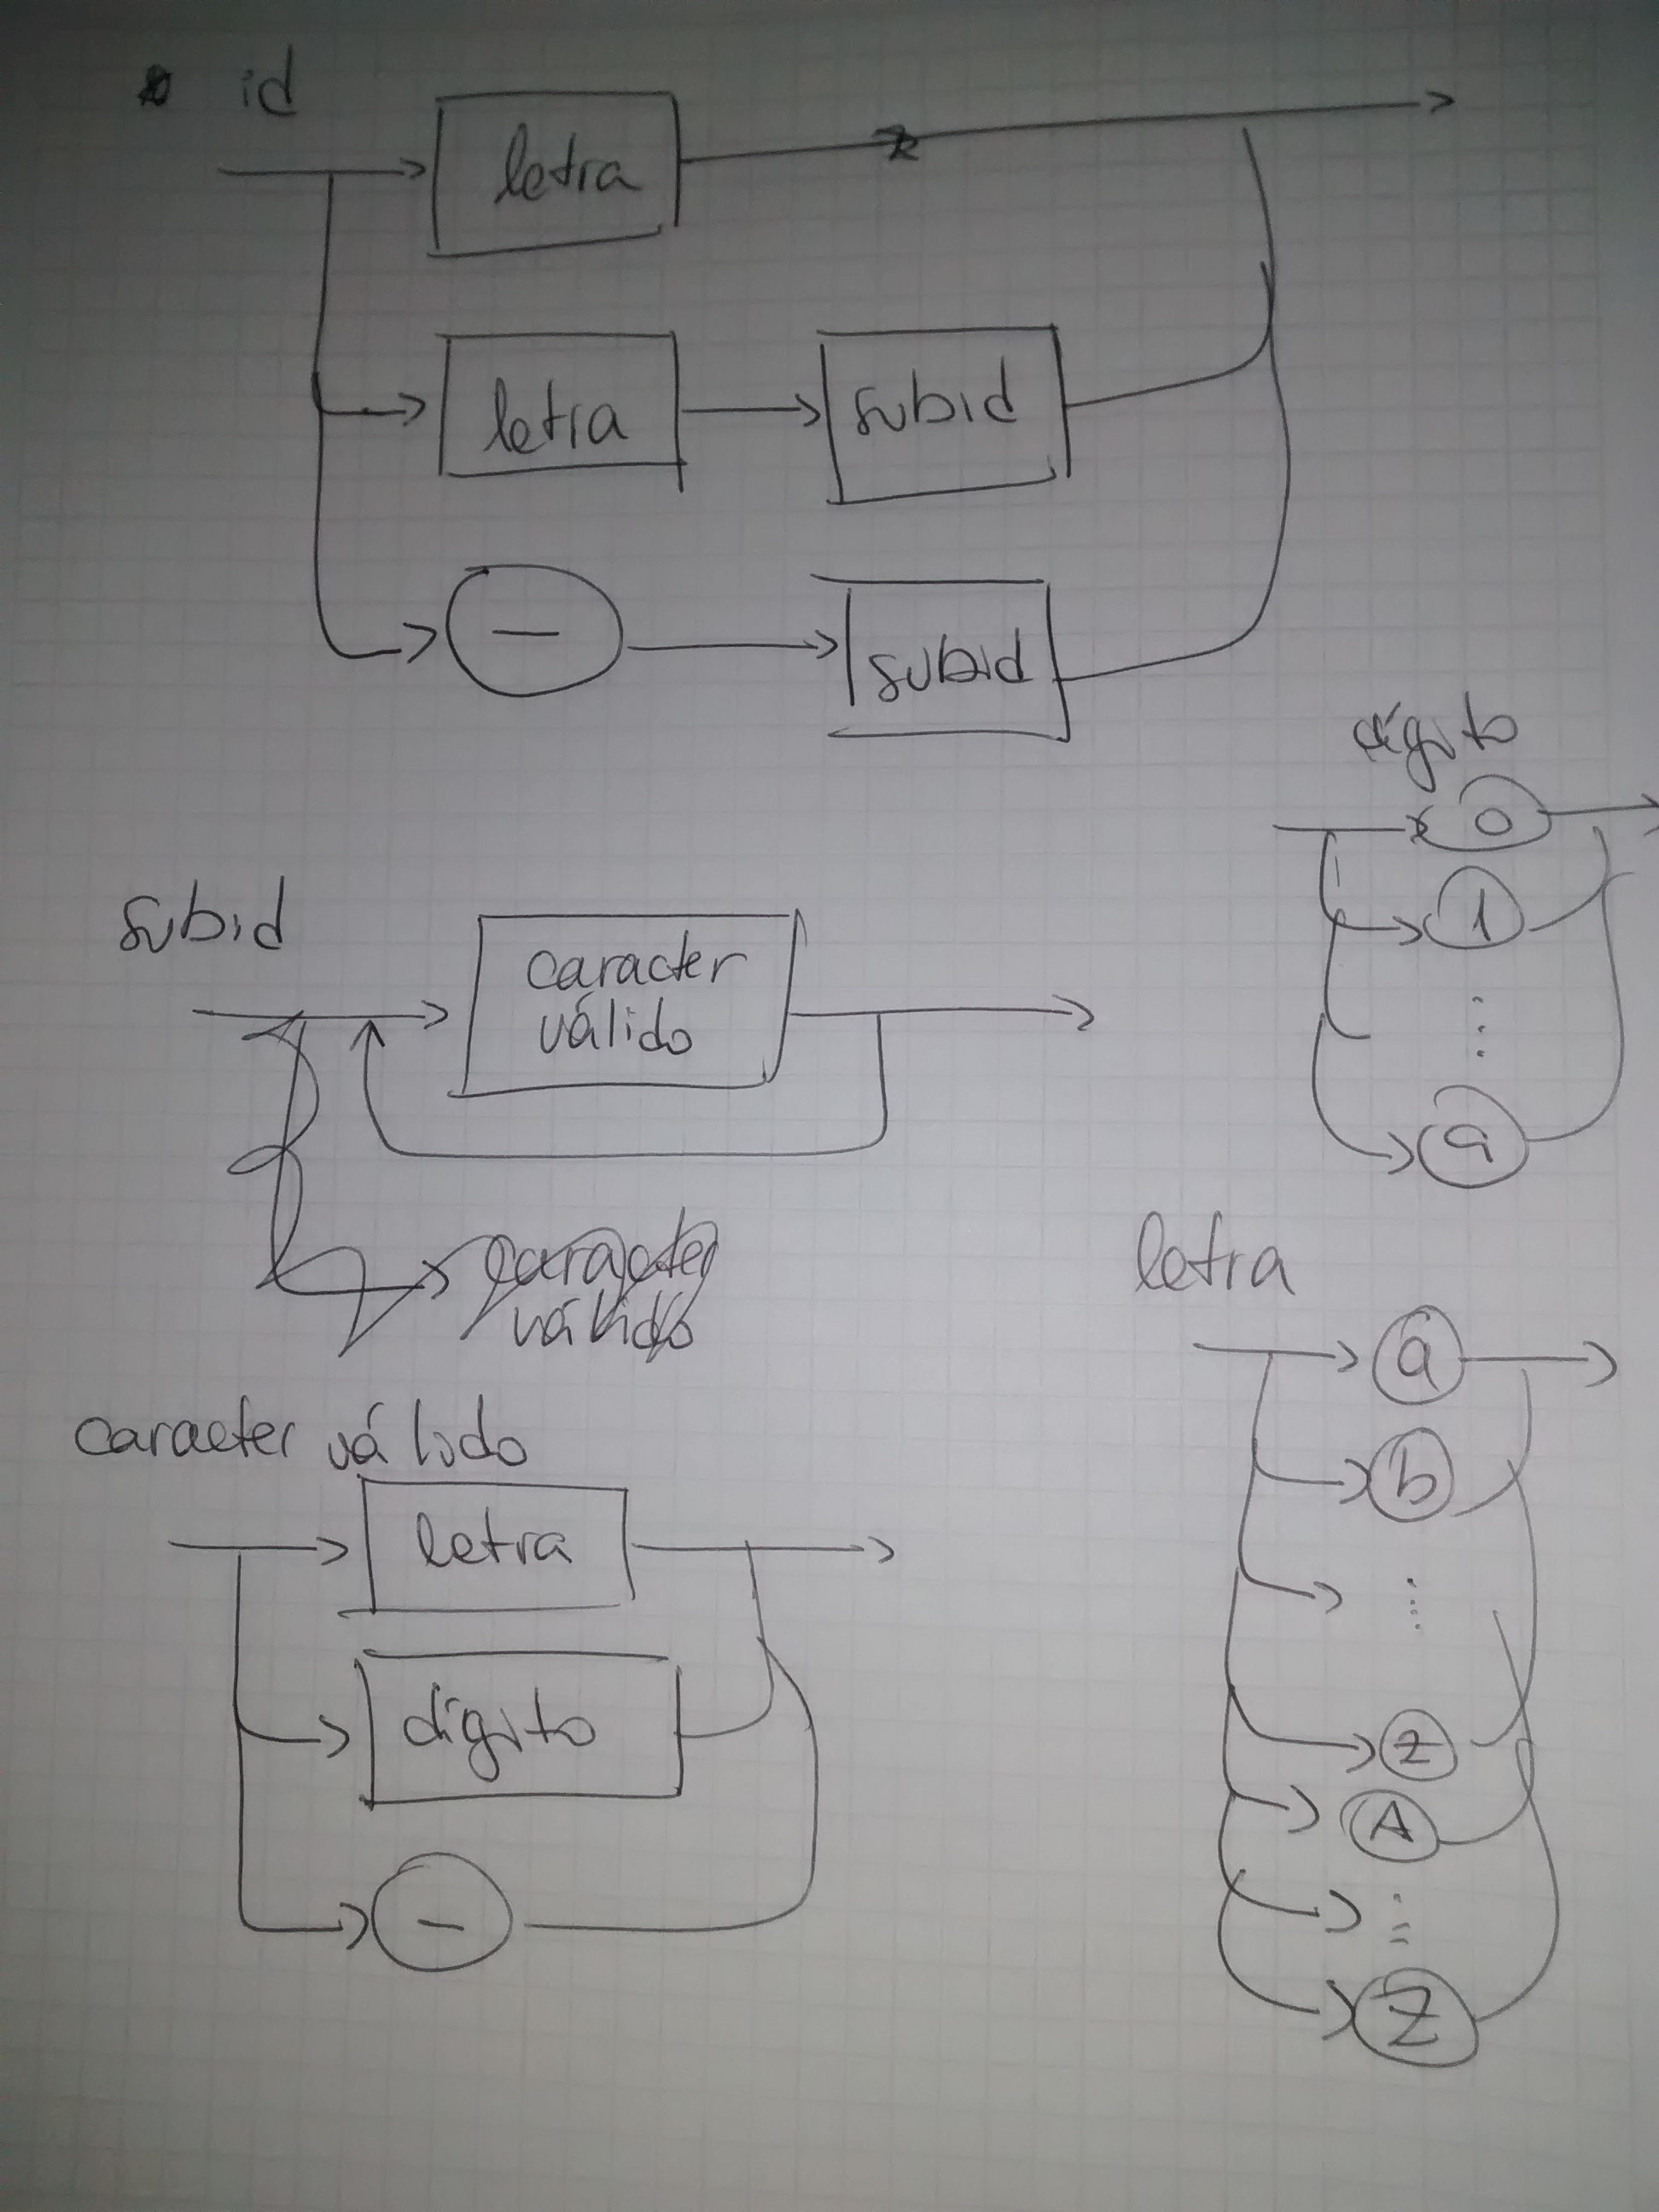 id
letra
letra
subid
—
subid
dígito
0
1
...
9
subid
caracter
válido
caracter
válido
letra
a
b
...
z
A
...
Z
caracter válido
letra
dígito
—